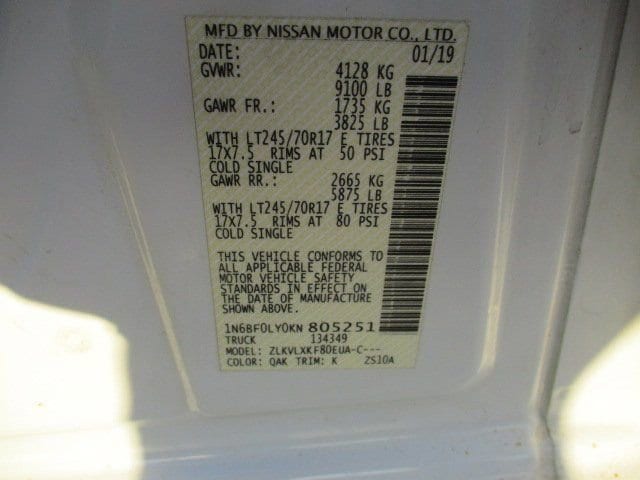 MFD BY NISSAN MOTOR CO., LTD.
DATE: 01/19
GVWR: 4128 KG
9100 LB
GAWR FR.: 1735 KG
3825 LB
WITH LT245/70R17 E TIRES
17X7.5 RIMS AT 50 PSI
COLD SINGLE
GAWR RR.: 2665 KG
5875 LB
WITH LT245/70R17 E TIRES
17X7.5 RIMS AT 80 PSI
COLD SINGLE
THIS VEHICLE CONFORMS TO
ALL APPLICABLE FEDERAL
MOTOR VEHICLE SAFETY
STANDARDS IN EFFECT ON
THE DATE OF MANUFACTURE
SHOWN ABOVE.
1N6BF0LY0KN 805251
TRUCK 134349
MODEL: ZLKVLXKF80EUA-C---
COLOR: QAK TRIM: K ZS10A